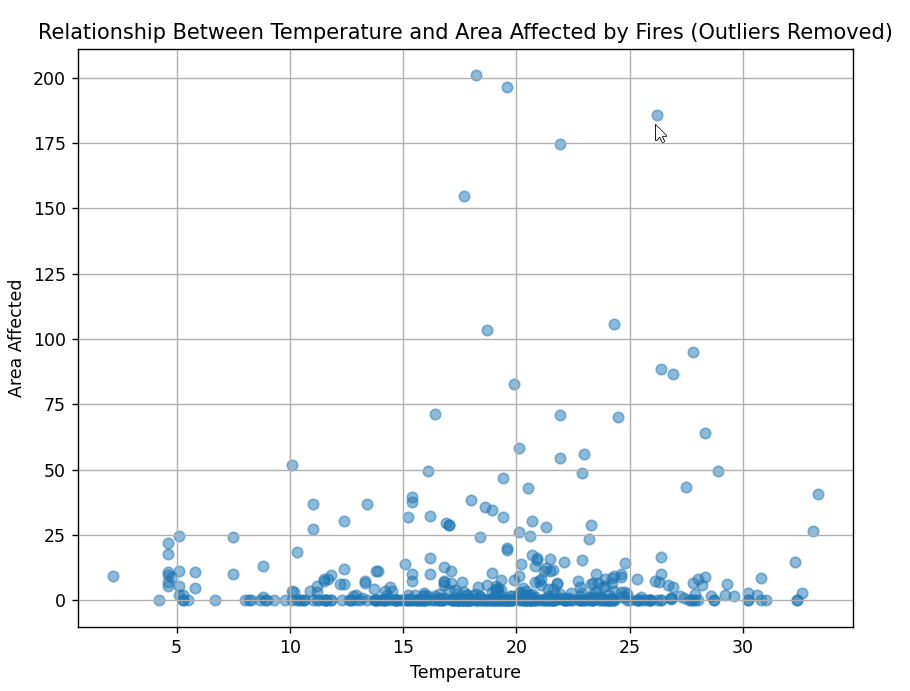 Relationship Between Temperature and Area Affected by Fires (Outliers Removed)
200
175
150
125
100
75
50
25
0
Area Affected
5 10 15 20 25 30
Temperature